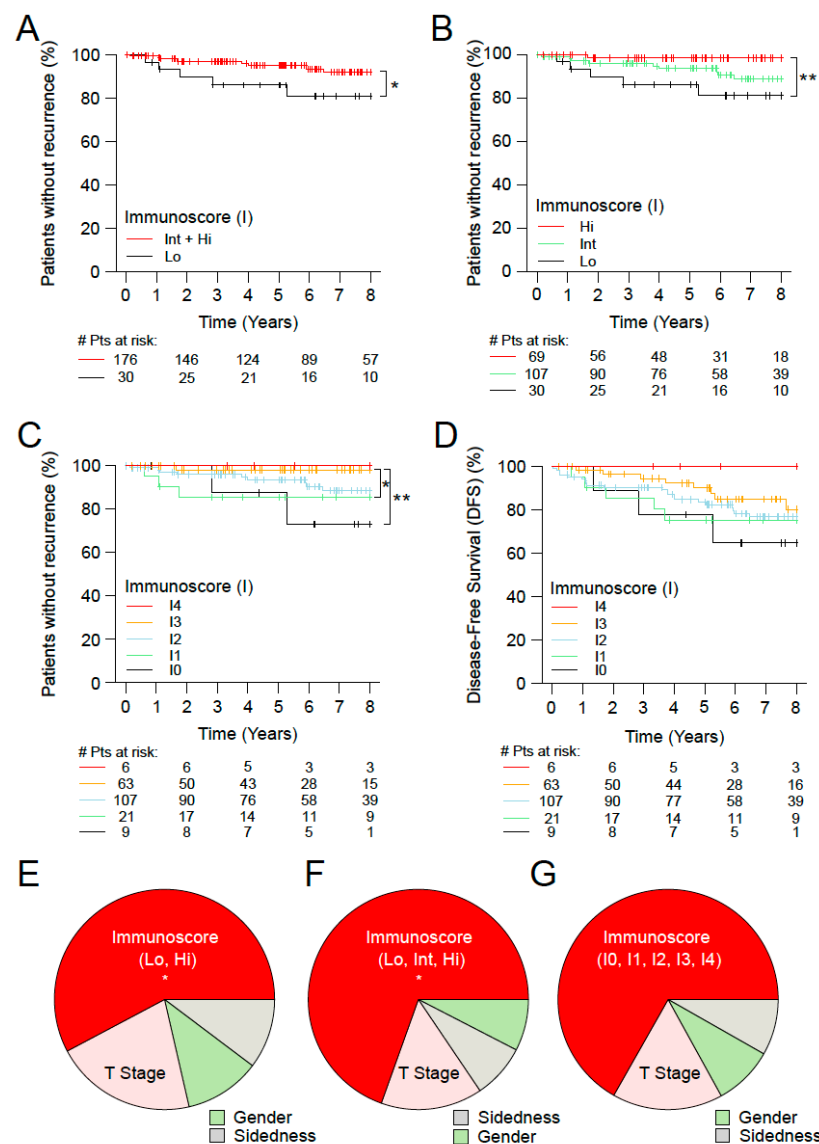 A
Patients without recurrence (%)
100
80
60
40
20
0
*
Immunoscore (I)
Int + Hi
Lo
0 1 2 3 4 5 6 7 8
Time (Years)
# Pts at risk:
176 146 124 89 57
30 25 21 16 10
B
Patients without recurrence (%)
100
80
60
40
20
0
**
Immunoscore (I)
Hi
Int
Lo
0 1 2 3 4 5 6 7 8
Time (Years)
# Pts at risk:
69 56 48 31 18
107 90 76 58 39
30 25 21 16 10
C
Patients without recurrence (%)
100
80
60
40
20
0
*
**
Immunoscore (I)
I4
I3
I2
I1
I0
0 1 2 3 4 5 6 7 8
Time (Years)
# Pts at risk:
6 6 5 3 3
63 50 43 28 15
107 90 76 58 39
21 17 14 11 9
9 8 7 5 1
D
Disease-Free Survival (DFS) (%)
100
80
60
40
20
0
Immunoscore (I)
I4
I3
I2
I1
I0
0 1 2 3 4 5 6 7 8
Time (Years)
# Pts at risk:
6 6 5 3 3
63 50 44 28 16
107 90 77 58 39
21 17 14 11 9
9 8 7 5 1
E
Immunoscore
(Lo, Hi)
*
T Stage
Gender
Sidedness
F
Immunoscore
(Lo, Int, Hi)
*
T Stage
Sidedness
Gender
G
Immunoscore
(I0, I1, I2, I3, I4)
T Stage
Gender
Sidedness